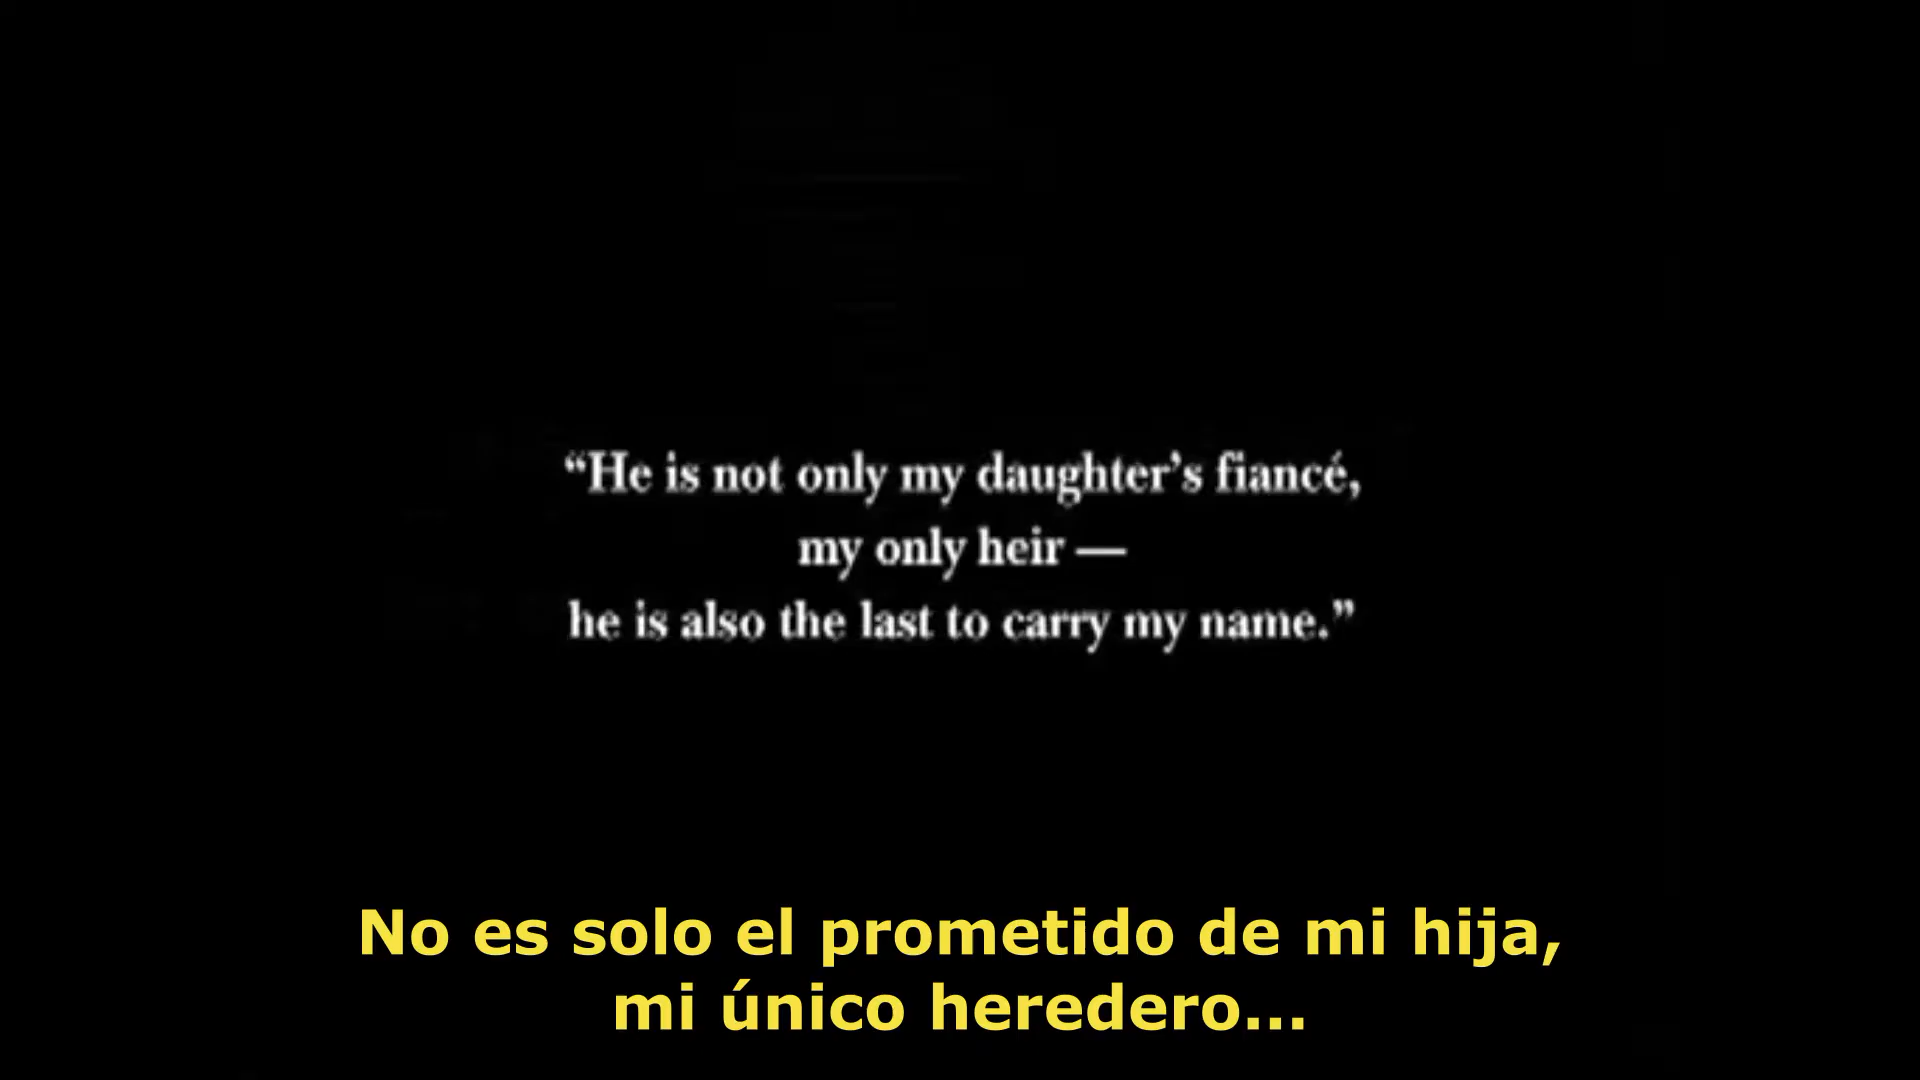 “He is not only my daughter’s fiancé,
my only heir —
he is also the last to carry my name.”
No es solo el prometido de mi hija,
mi único heredero...